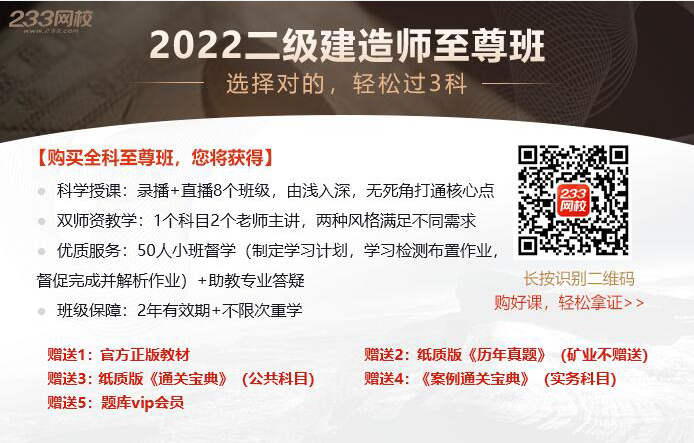 233网校
www.233.com
2022二级建造师至尊班
选择对的，轻松过3科
【购买全科至尊班，您将获得】
科学授课：录播+直播8个班级，由浅入深，无死角打通核心点
双师资教学：1个科目2个老师主讲，两种风格满足不同需求
优质服务：50人小班督学（制定学习计划，学习检测布置作业，
督促完成并解析作业）+助教专业答疑
班级保障：2年有效期+不限次重学
233
网校
长按识别二维码
购好课，轻松拿证>>
赠送1：官方正版教材
赠送2：纸质版《历年真题》（矿业不赠送）
赠送3：纸质版《通关宝典》（公共科目）
赠送4：《案例通关宝典》（实务科目）
赠送5：题库vip会员